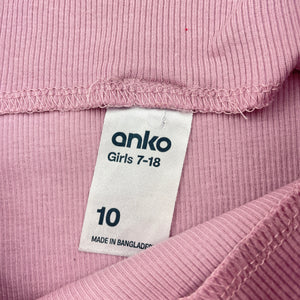 anko
Girls 7-18
10
MADE IN BANGLADES